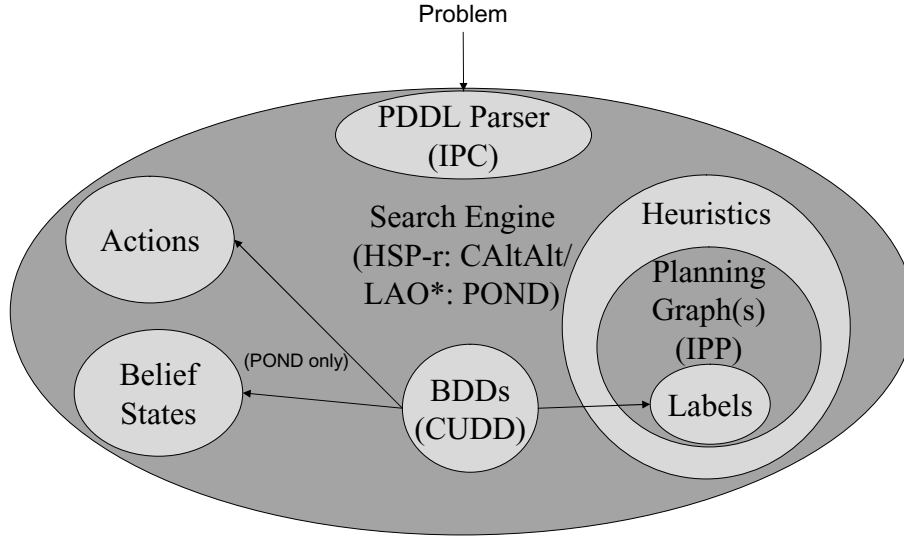 Problem
PDDL Parser
(IPC)
Search Engine
(HSP-r: CAltAlt/
LAO*: POND)
Heuristics
Planning
Graph(s)
(IPP)
Labels
Actions
(POND only)
Belief
States
BDDs
(CUDD)